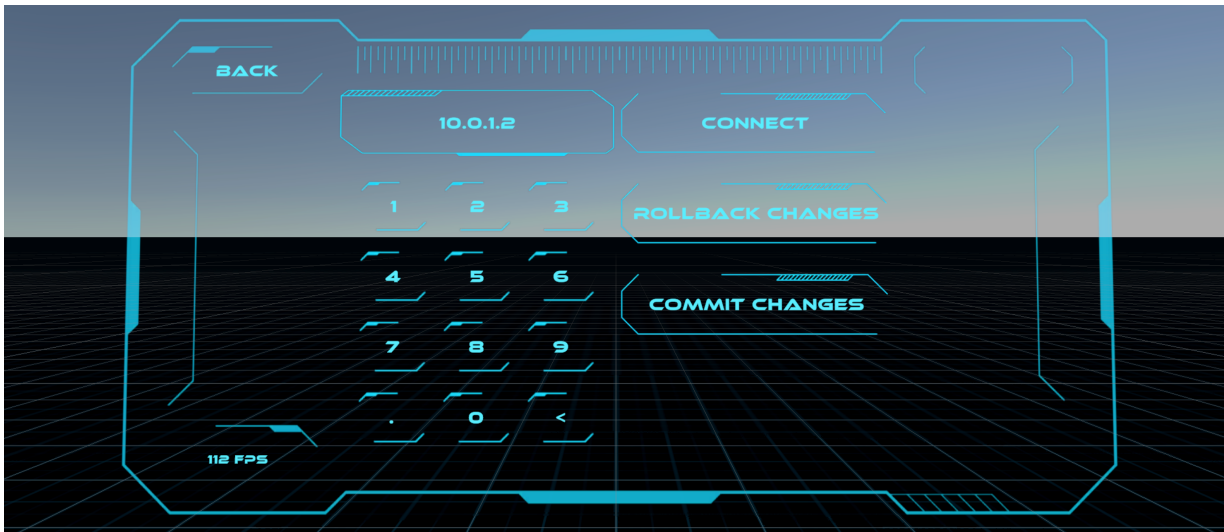 BACK
10.0.1.2
CONNECT
1 2 3
ROLLBACK CHANGES
4 5 6
COMMIT CHANGES
7 8 9
. 0 <
112 FPS